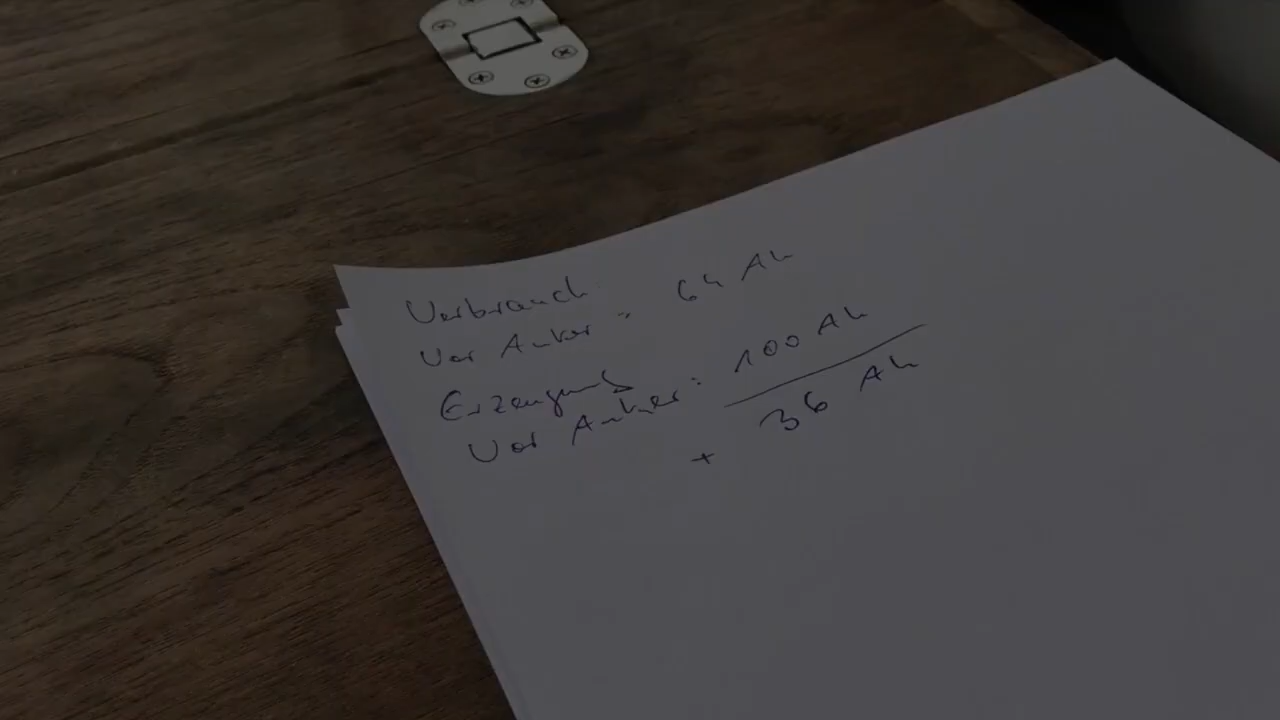 Verbrauch
Vor Anker: 64 Ah
Erzeugung
Vor Anker: 100 Ah
+ 36 Ah